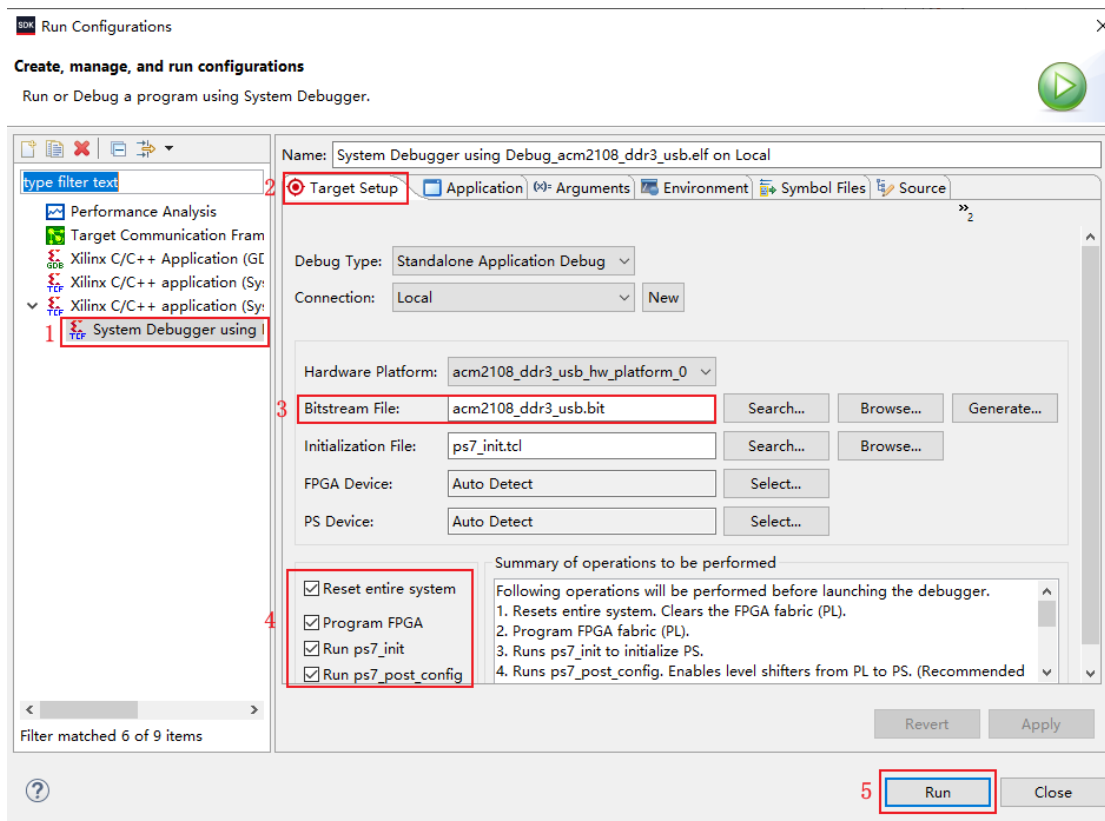 SDK Run Configurations
Create, manage, and run configurations
Run or Debug a program using System Debugger.
Name: System Debugger using Debug_acm2108_ddr3_usb.elf on Local
type filter text
2 Target Setup Application (x)= Arguments Environment Symbol Files Source
»2
Performance Analysis
Target Communication Fram
GDB Xilinx C/C++ Application (GD
TCF Xilinx C/C++ application (Sy
TCF Xilinx C/C++ application (Sy
1 TCF System Debugger using
Debug Type: Standalone Application Debug
Connection: Local New
Hardware Platform: acm2108_ddr3_usb_hw_platform_0
3 Bitstream File: acm2108_ddr3_usb.bit Search... Browse... Generate...
Initialization File: ps7_init.tcl Search... Browse...
FPGA Device: Auto Detect Select...
PS Device: Auto Detect Select...
4
Reset entire system
Program FPGA
Run ps7_init
Run ps7_post_config
Summary of operations to be performed
Following operations will be performed before launching the debugger.
1. Resets entire system. Clears the FPGA fabric (PL).
2. Program FPGA fabric (PL).
3. Runs ps7_init to initialize PS.
4. Runs ps7_post_config. Enables level shifters from PL to PS. (Recommended
Filter matched 6 of 9 items
Revert Apply
? 5 Run Close